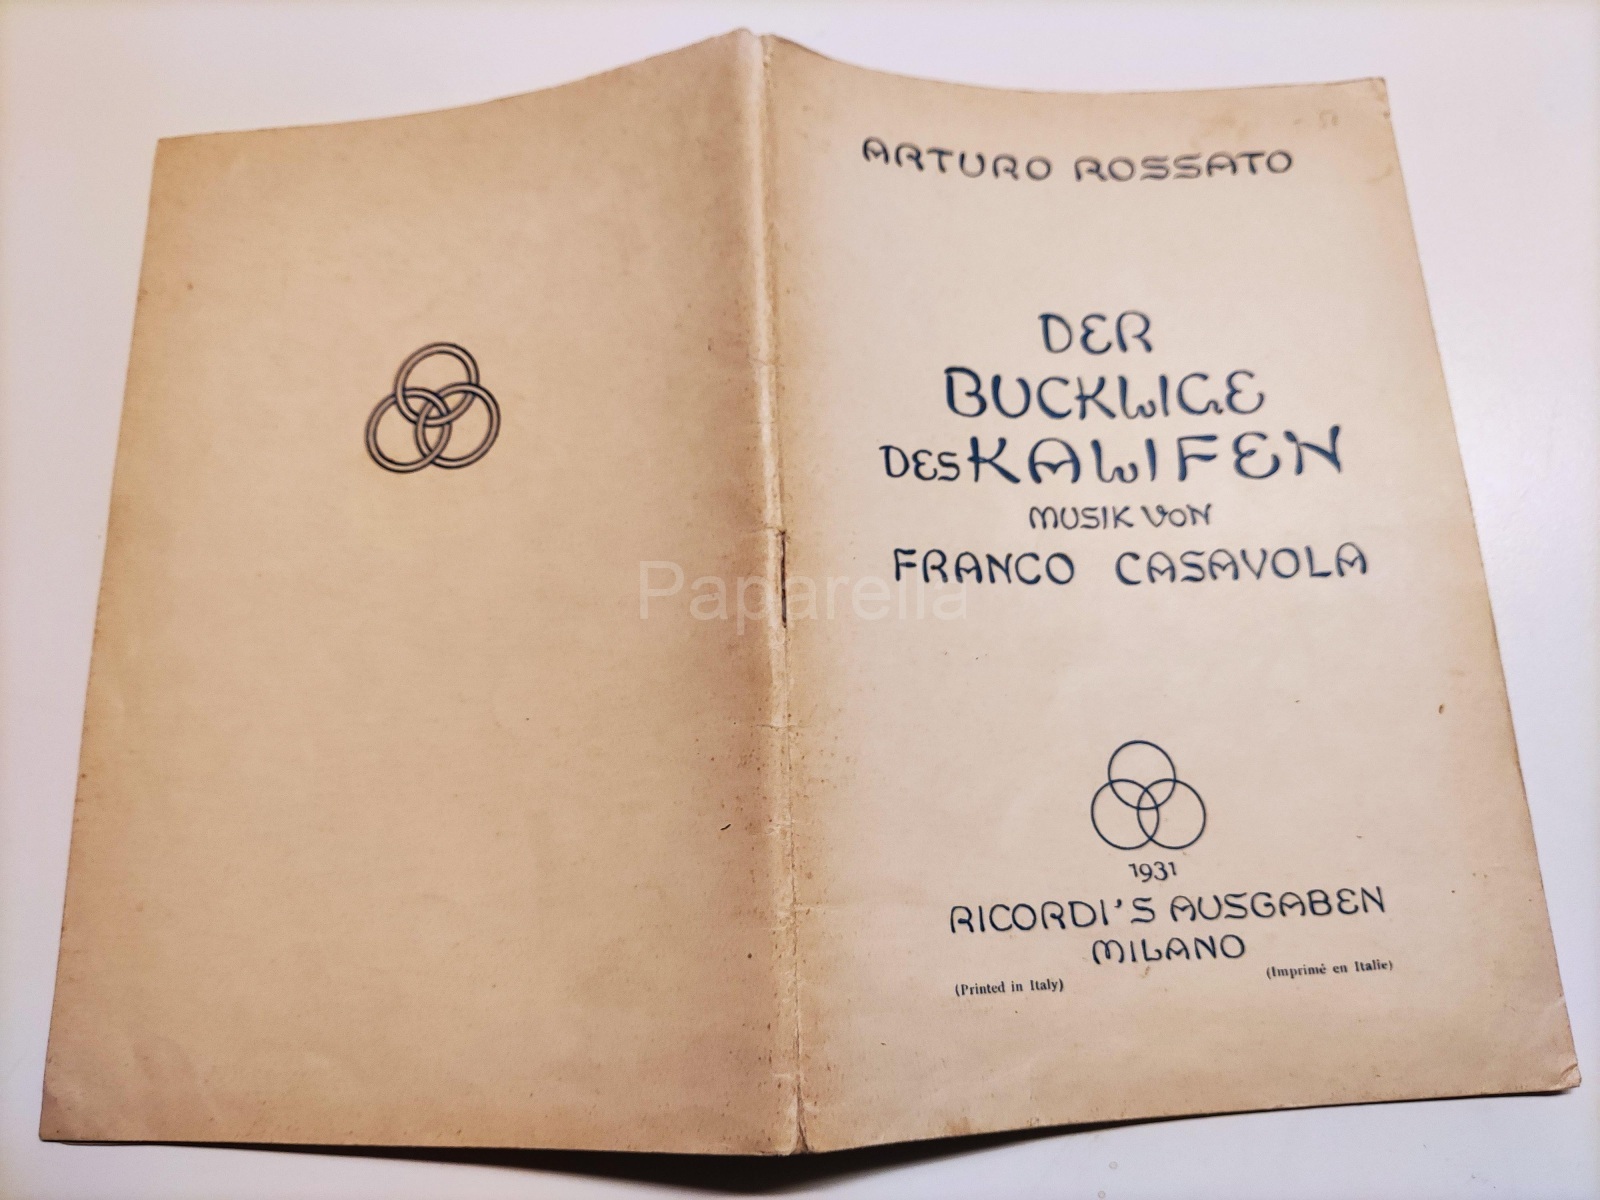 ARTURO ROSSATO
DER
BUCKLIGE
DES KALIFEN
MUSIK VON
FRANCO CASAVOLA
Paparella
1931
RICORDI'S AUSGABEN
MILANO
(Printed in Italy)
(Imprimé en Italie)